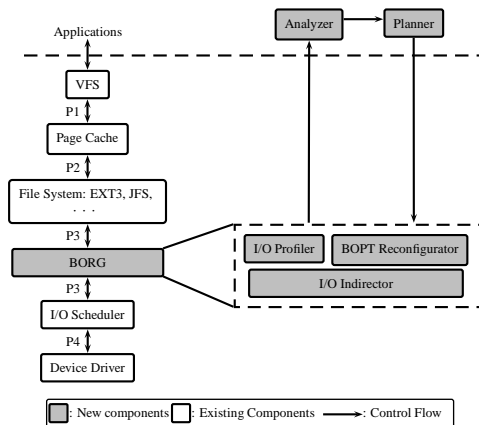 Applications
Analyzer
Planner
VFS
P1
Page Cache
P2
File System: EXT3, JFS,
. . .
P3
BORG
P3
I/O Scheduler
P4
Device Driver
I/O Profiler
BOPT Reconfigurator
I/O Indirector
: New components
: Existing Components
: Control Flow